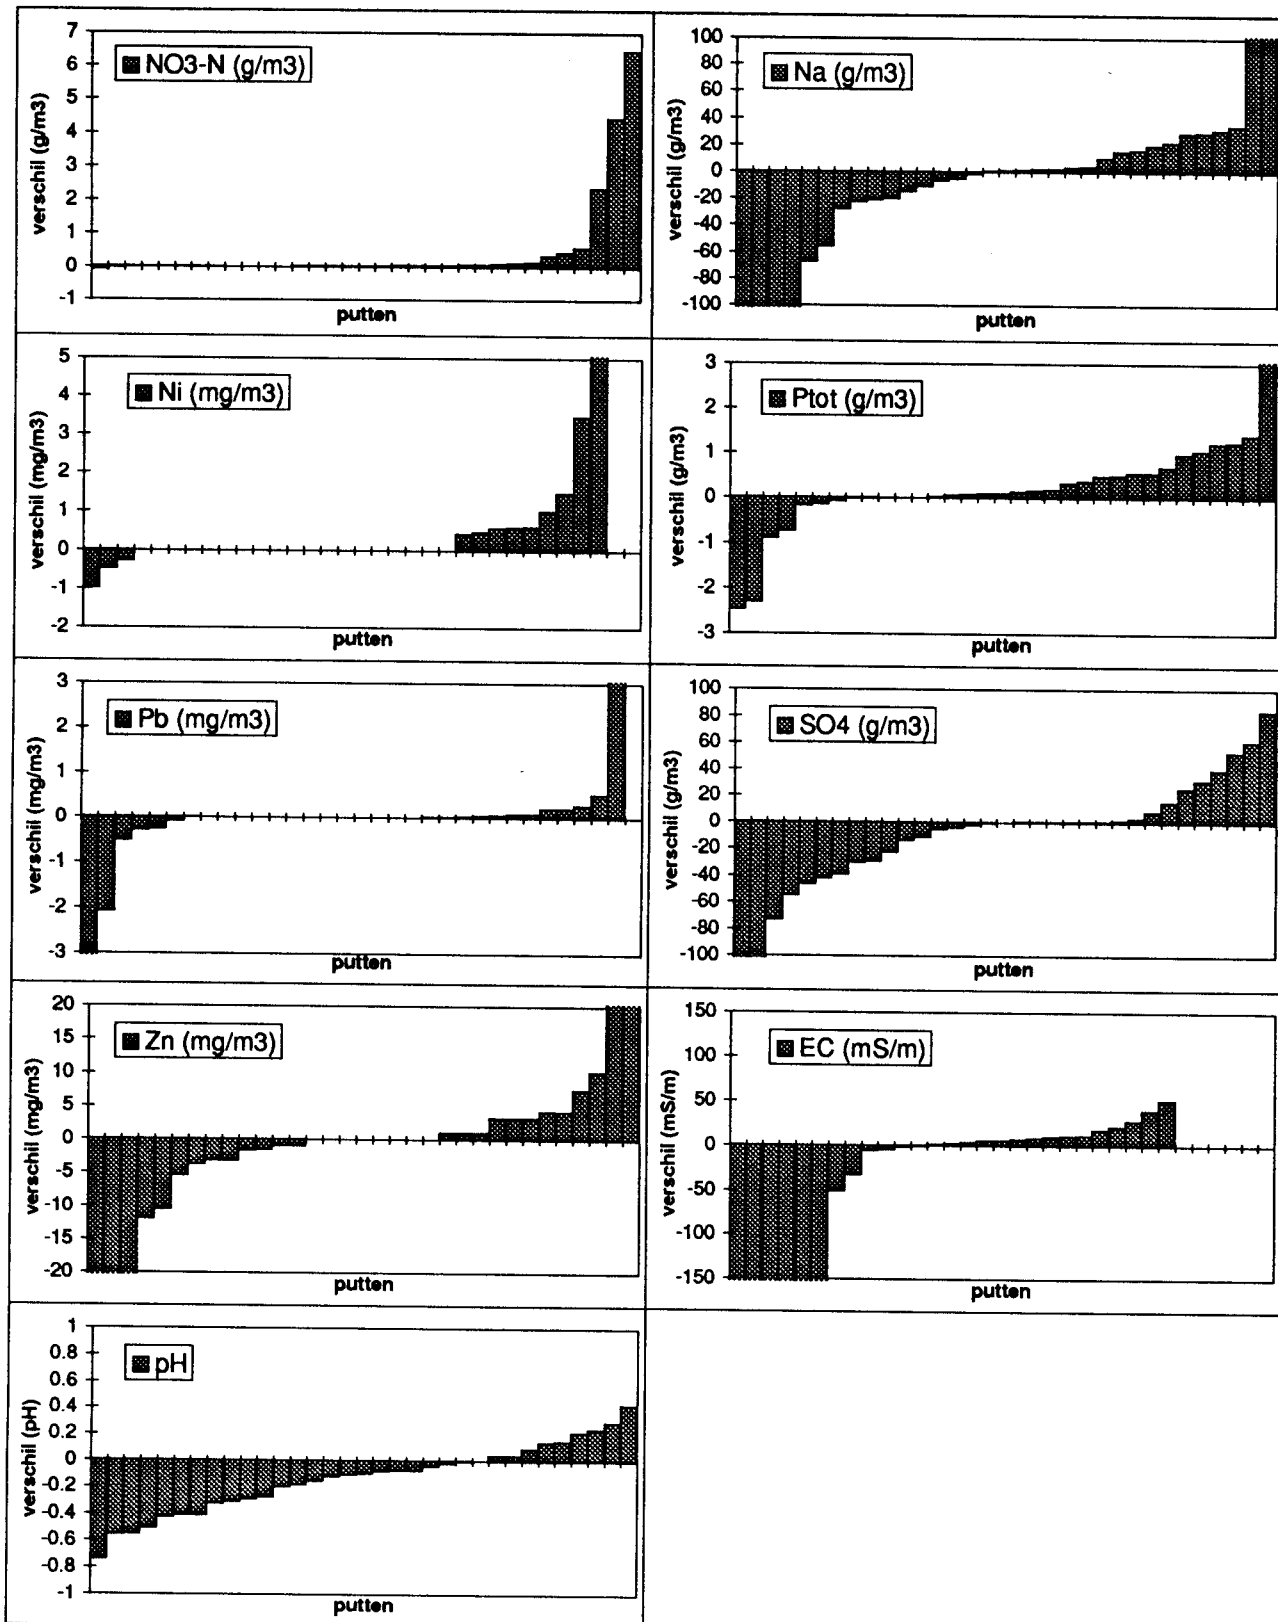 NO3-N (g/m3)
verschil (g/m3)
7
6
5
4
3
2
1
0
-1
putten
Na (g/m3)
verschil (g/m3)
100
80
60
40
20
0
-20
-40
-60
-80
-100
putten
Ni (mg/m3)
verschil (mg/m3)
5
4
3
2
1
0
-1
-2
putten
Ptot (g/m3)
verschil (g/m3)
3
2
1
0
-1
-2
-3
putten
Pb (mg/m3)
verschil (mg/m3)
3
2
1
0
-1
-2
-3
putten
SO4 (g/m3)
verschil (g/m3)
100
80
60
40
20
0
-20
-40
-60
-80
-100
putten
Zn (mg/m3)
verschil (mg/m3)
20
15
10
5
0
-5
-10
-15
-20
putten
EC (mS/m)
verschil (mS/m)
150
100
50
0
-50
-100
-150
putten
pH
verschil (pH)
1
0.8
0.6
0.4
0.2
0
-0.2
-0.4
-0.6
-0.8
-1
putten